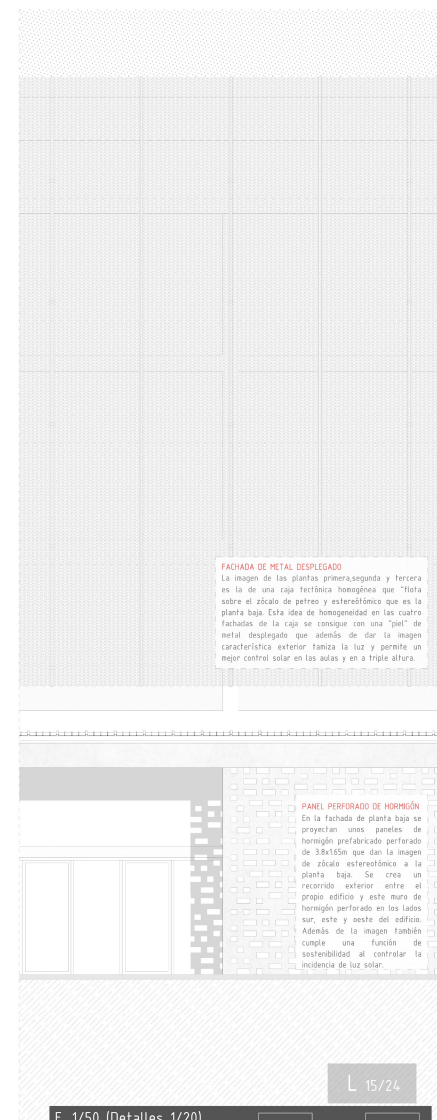 FACHADA DE METAL DESPLEGADO
La imagen de las plantas primera,segunda y tercera
es la de una caja tectónica homogénea que "flota
sobre el zócalo de petreo y estereótómico que es la
planta baja. Esta idea de homogeneidad en las cuatro
fachadas de la caja se consigue con una "piel" de
metal desplegado que además de dar la imagen
característica exterior tamiza la luz y permite un
mejor control solar en las aulas y en a triple altura.
PANEL PERFORADO DE HORMIGÓN
En la fachada de planta baja se
proyectan unos paneles de
hormigón prefabricado perforado
de 3.8x1.65m que dan la imagen
de zócalo estereotómico a la
planta baja. Se crea un
recorrido exterior entre el
propio edificio y este muro de
hormigón perforado en los lados
sur, este y oeste del edificio.
Además de la imagen también
cumple una función de
sostenibilidad al controlar la
incidencia de luz solar.
L 15/24
E 1/50 (Detalles 1/20)